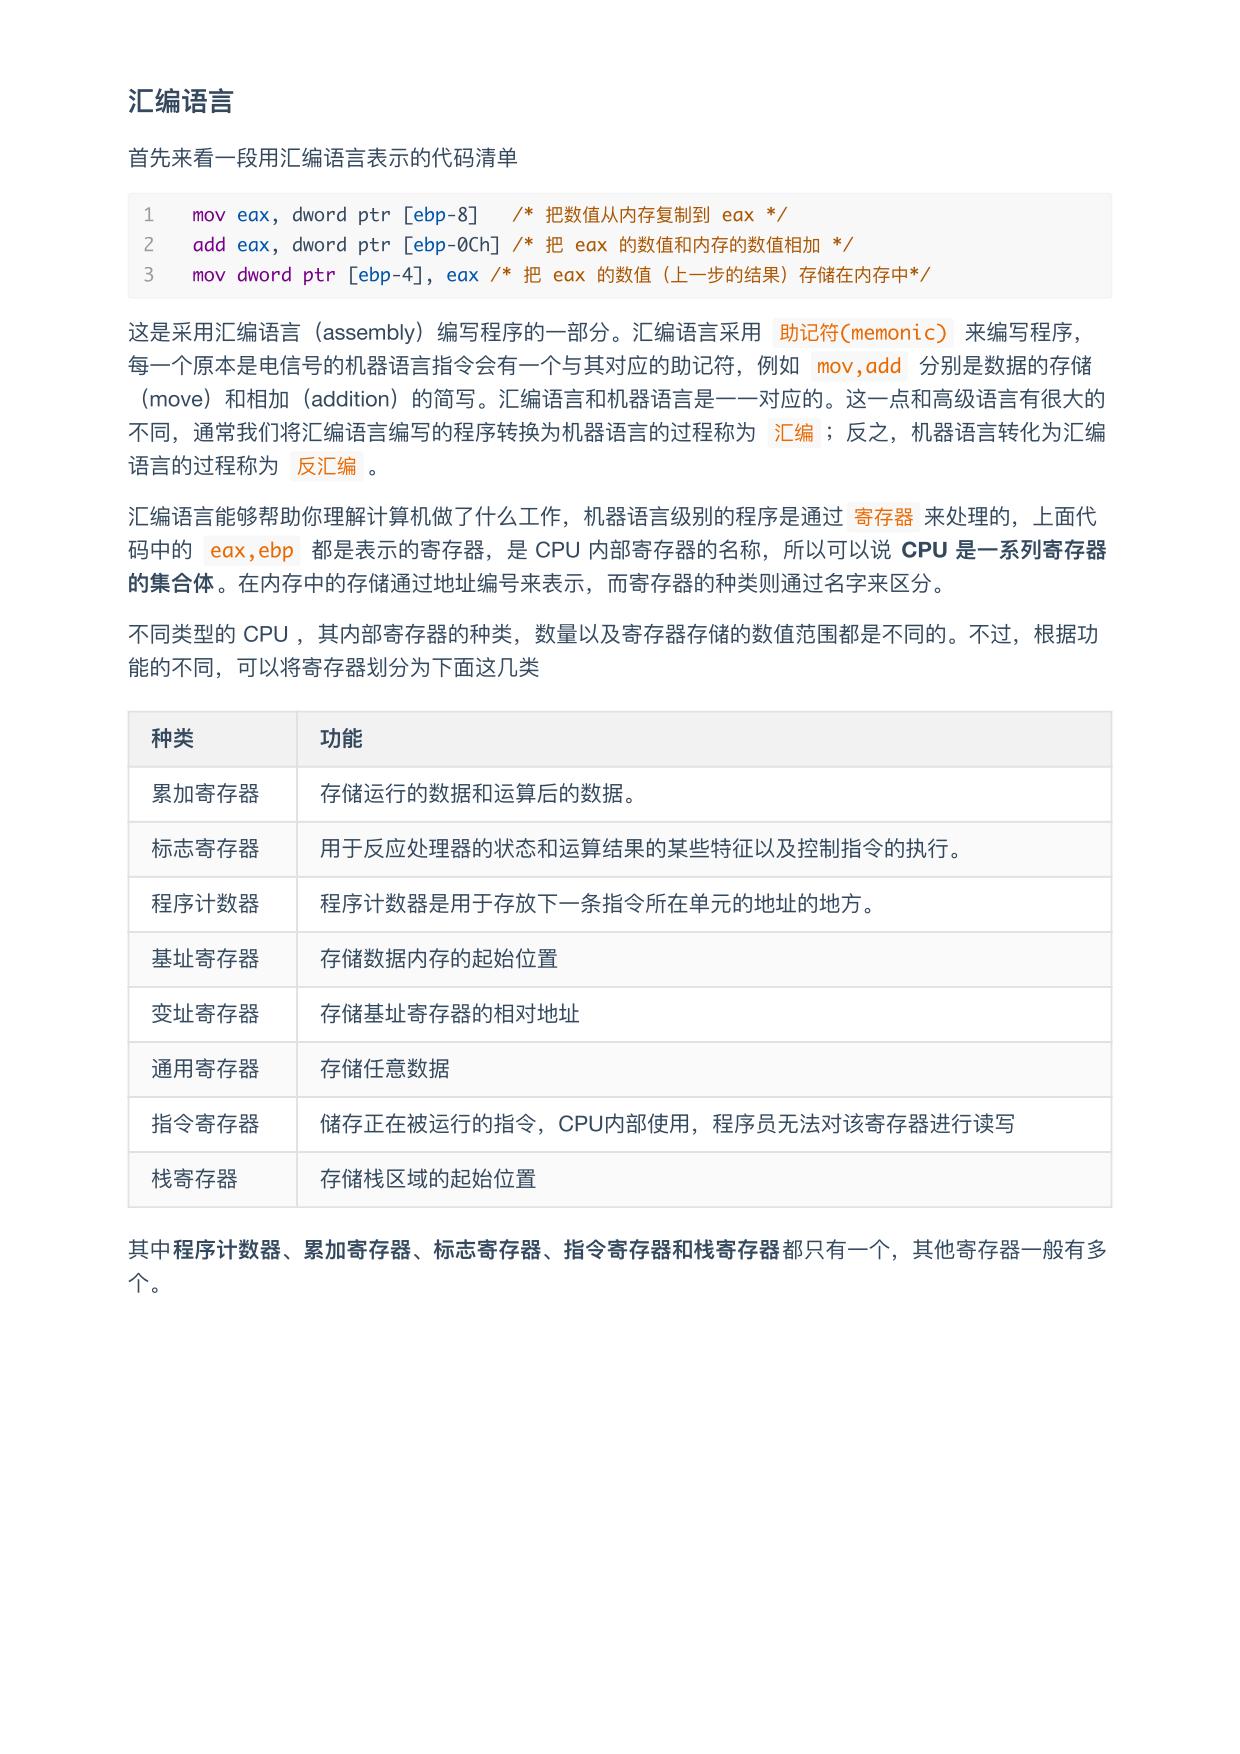 汇编语言
首先来看一段用汇编语言表示的代码清单
1 mov eax, dword ptr [ebp-8] /* 把数值从内存复制到 eax */
2 add eax, dword ptr [ebp-0Ch] /* 把 eax 的数值和内存的数值相加 */
3 mov dword ptr [ebp-4], eax /* 把 eax 的数值（上一步的结果）存储在内存中*/
这是采用汇编语言（assembly）编写程序的一部分。汇编语言采用 助记符(memonic) 来编写程序，
每一个原本是电信号的机器语言指令会有一个与其对应的助记符，例如 mov,add 分别是数据的存储
（move）和相加（addition）的简写。汇编语言和机器语言是一一对应的。这一点和高级语言有很大的
不同，通常我们将汇编语言编写的程序转换为机器语言的过程称为 汇编 ；反之，机器语言转化为汇编
语言的过程称为 反汇编 。
汇编语言能够帮助你理解计算机做了什么工作，机器语言级别的程序是通过 寄存器 来处理的，上面代
码中的 eax,ebp 都是表示的寄存器，是 CPU 内部寄存器的名称，所以可以说 CPU 是一系列寄存器
的集合体。在内存中的存储通过地址编号来表示，而寄存器的种类则通过名字来区分。
不同类型的 CPU ，其内部寄存器的种类，数量以及寄存器存储的数值范围都是不同的。不过，根据功
能的不同，可以将寄存器划分为下面这几类
种类 功能
累加寄存器 存储运行的数据和运算后的数据。
标志寄存器 用于反应处理器的状态和运算结果的某些特征以及控制指令的执行。
程序计数器 程序计数器是用于存放下一条指令所在单元的地址的地方。
基址寄存器 存储数据内存的起始位置
变址寄存器 存储基址寄存器的相对地址
通用寄存器 存储任意数据
指令寄存器 储存正在被运行的指令，CPU内部使用，程序员无法对该寄存器进行读写
栈寄存器 存储栈区域的起始位置
其中程序计数器、累加寄存器、标志寄存器、指令寄存器和栈寄存器都只有一个，其他寄存器一般有多
个。